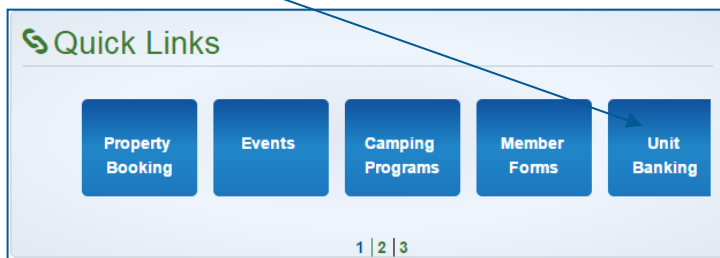 Quick Links
Property
Booking
Events
Camping
Programs
Member
Forms
Unit
Banking
1 | 2 | 3